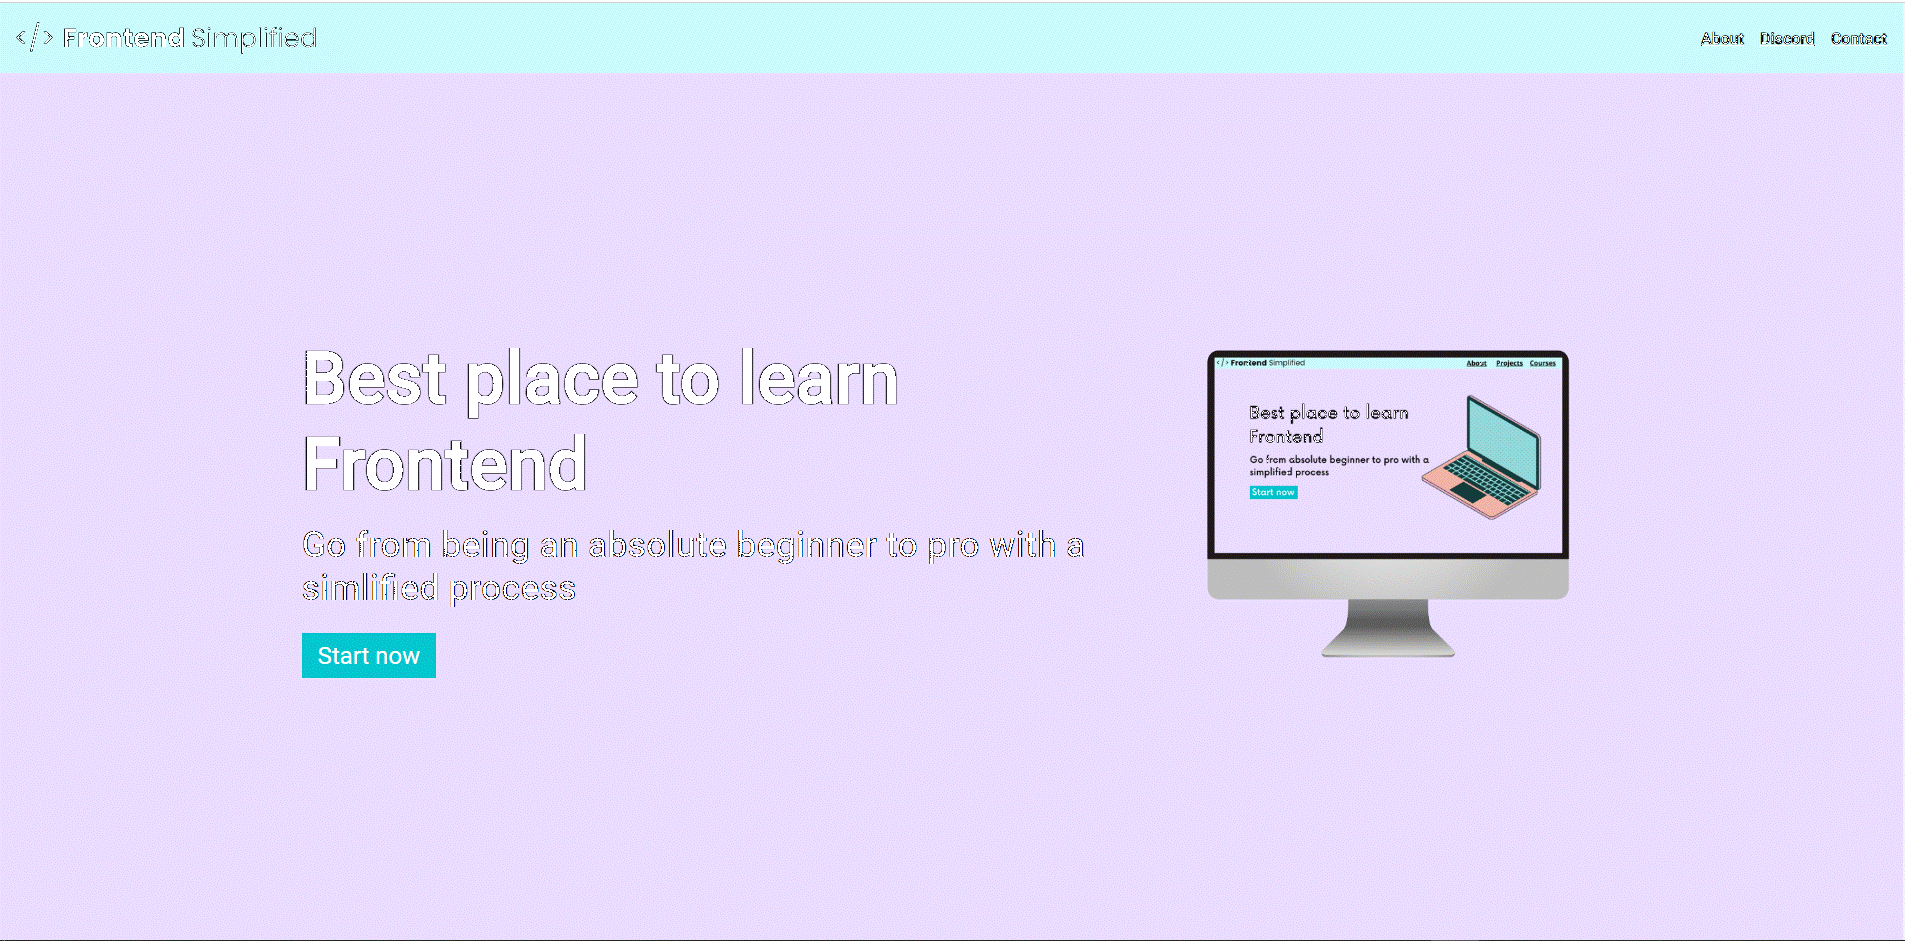 </> Frontend Simplified
About Discord Contact
Best place to learn
Frontend
Go from being an absolute beginner to pro with a
simlified process
Start now
</> Frontend Simplified
About Projects Courses
Best place to learn
Frontend
Go from absolute beginner to pro with a
simplified process
Start now